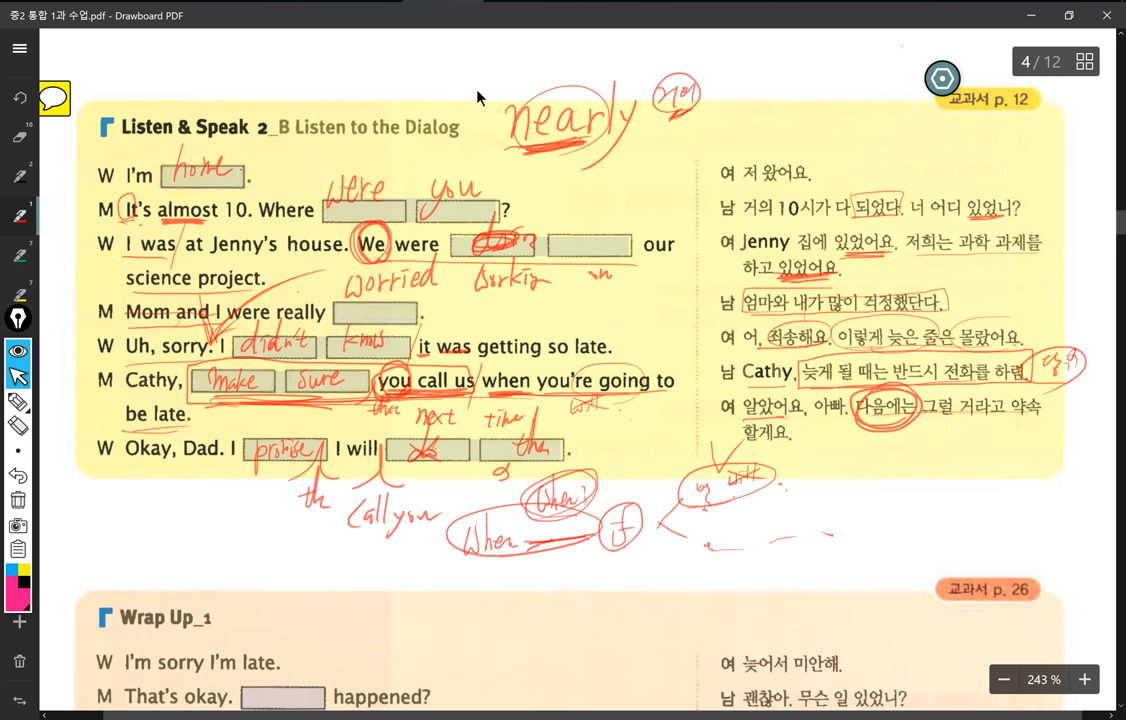 중2 통합 1과 수업.pdf - Drawboard PDF
4 / 12
교과서 p. 12
nearly 거의
Listen & Speak 2_B Listen to the Dialog
W I'm home.
여 저 왔어요.
M It's almost 10. Where were you?
남 거의 10시가 다 되었다. 너 어디 있었니?
W I was at Jenny's house. We were our
여 Jenny 집에 있었어요. 저희는 과학 과제를
science project.
하고 있었어요.
worried working on
M Mom and I were really .
남 엄마와 내가 많이 걱정했단다.
W Uh, sorry. I didn't know it was getting so late.
여 어, 죄송해요. 이렇게 늦은 줄은 몰랐어요.
M Cathy, make sure you call us when you're going to
남 Cathy, 늦게 될 때는 반드시 전화를 하렴.
be late.
that next time
여 알았어요, 아빠. 다음에는 그럴 거라고 약속
W Okay, Dad. I promise I will .
할게요.
call you
When?
When if
교과서 p. 26
Wrap Up_1
W I'm sorry I'm late.
여 늦어서 미안해.
M That's okay. happened?
남 괜찮아. 무슨 일 있었니?
243 %
10
2
1
7
7